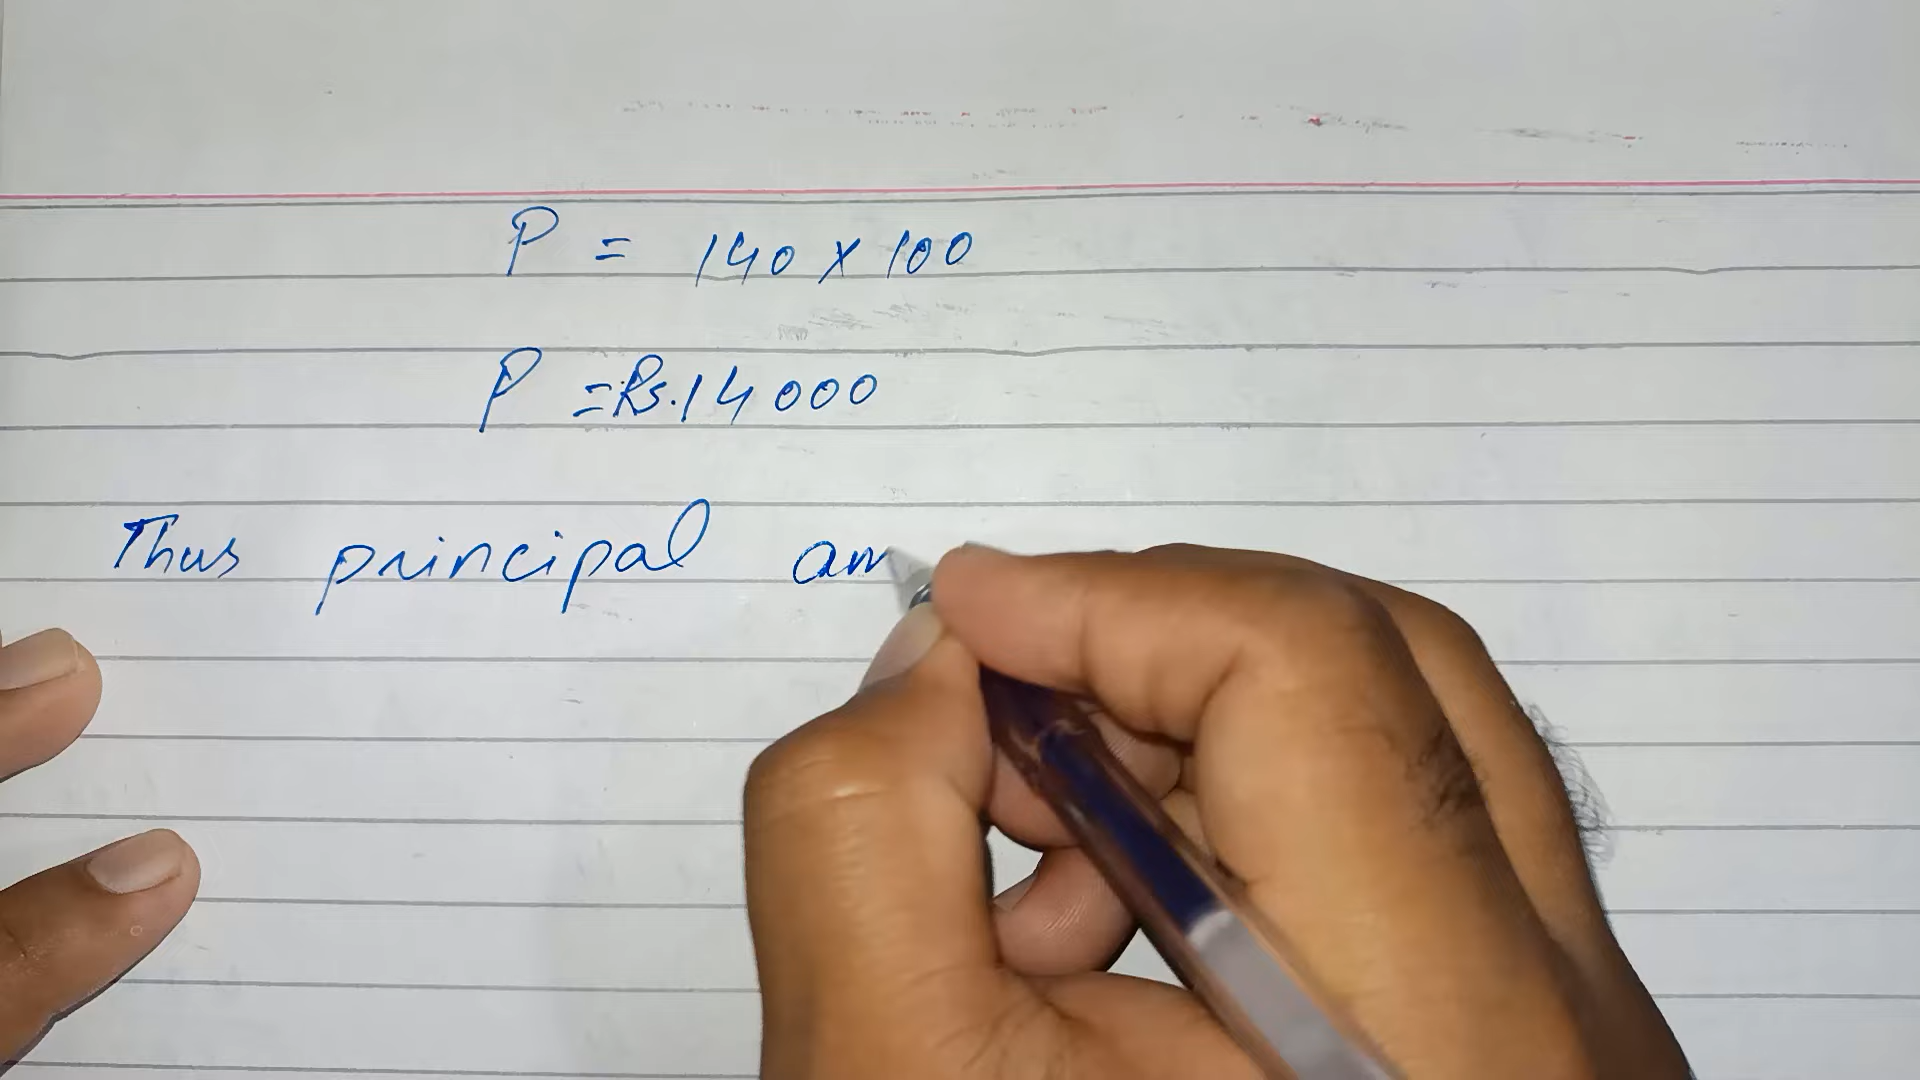 P = 140 x 100
P = Rs. 14000
Thus principal am